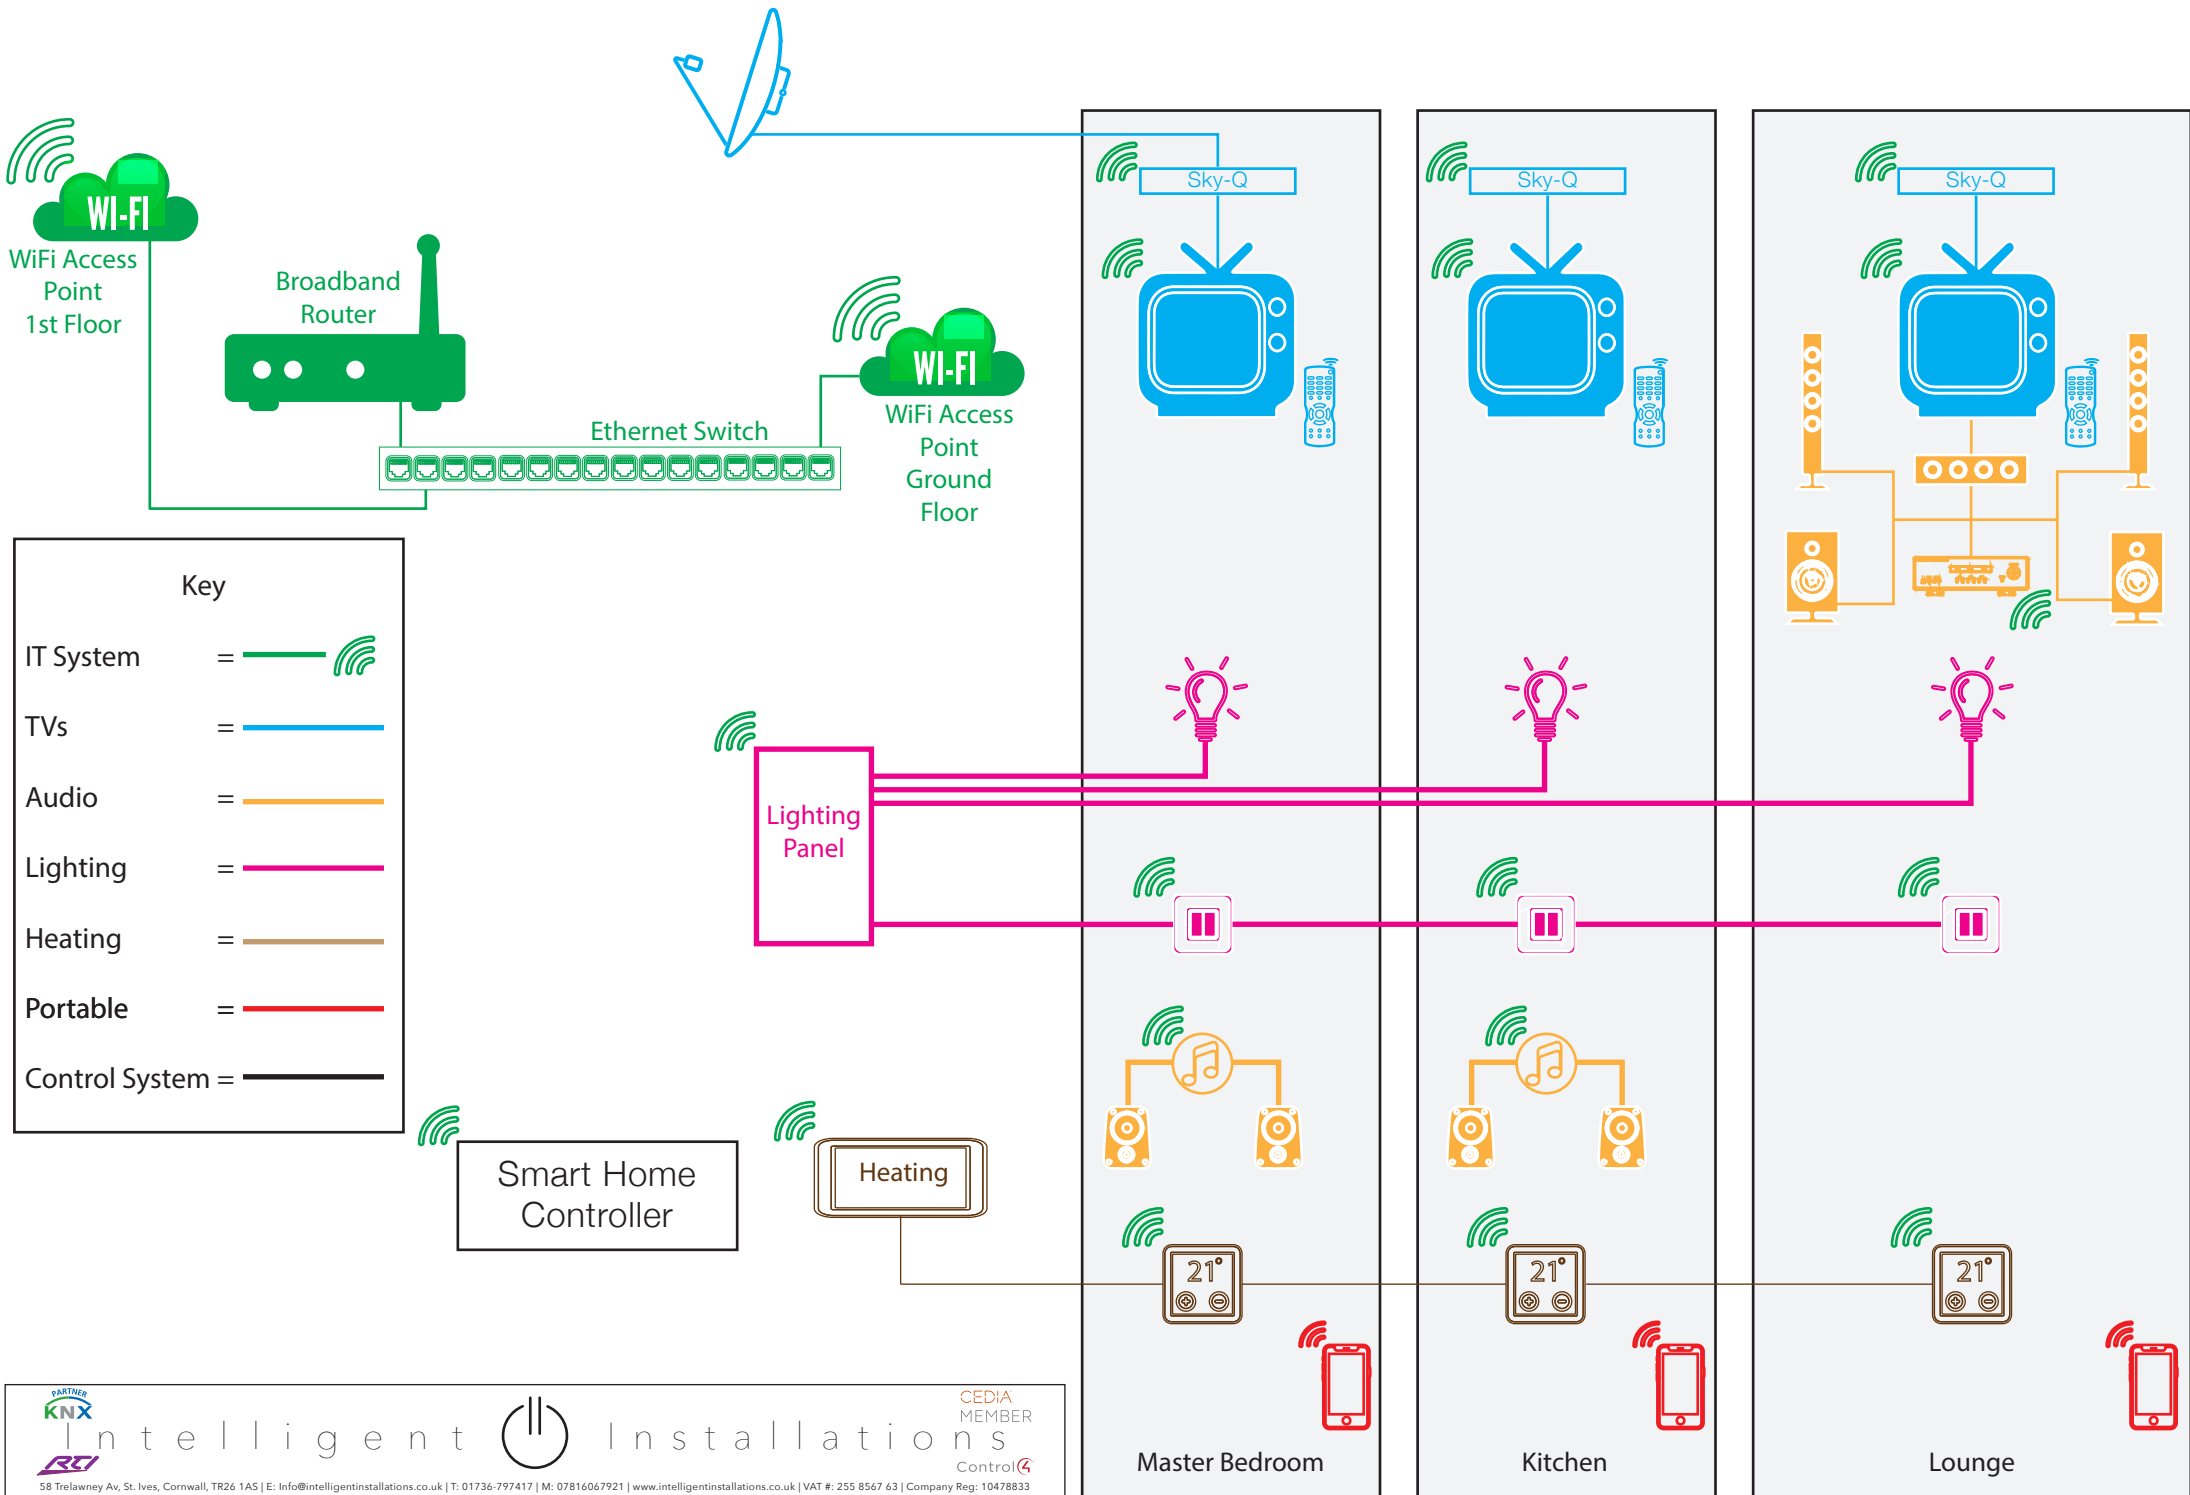 WI-FI
WiFi Access
Point
1st Floor
Broadband
Router
Ethernet Switch
WI-FI
WiFi Access
Point
Ground
Floor
Sky-Q
Sky-Q
Sky-Q
Key
IT System =
TVs =
Audio =
Lighting =
Heating =
Portable =
Control System =
Lighting
Panel
Smart Home
Controller
Heating
21°
21°
21°
Master Bedroom
Kitchen
Lounge
PARTNER
KNX
CEDIA
MEMBER
Intelligent Installations
RTI
Control4
58 Trelawney Av, St. Ives, Cornwall, TR26 1AS | E: Info@intelligentinstallations.co.uk | T: 01736-797417 | M: 07816067921 | www.intelligentinstallations.co.uk | VAT #: 255 8567 63 | Company Reg: 10478833